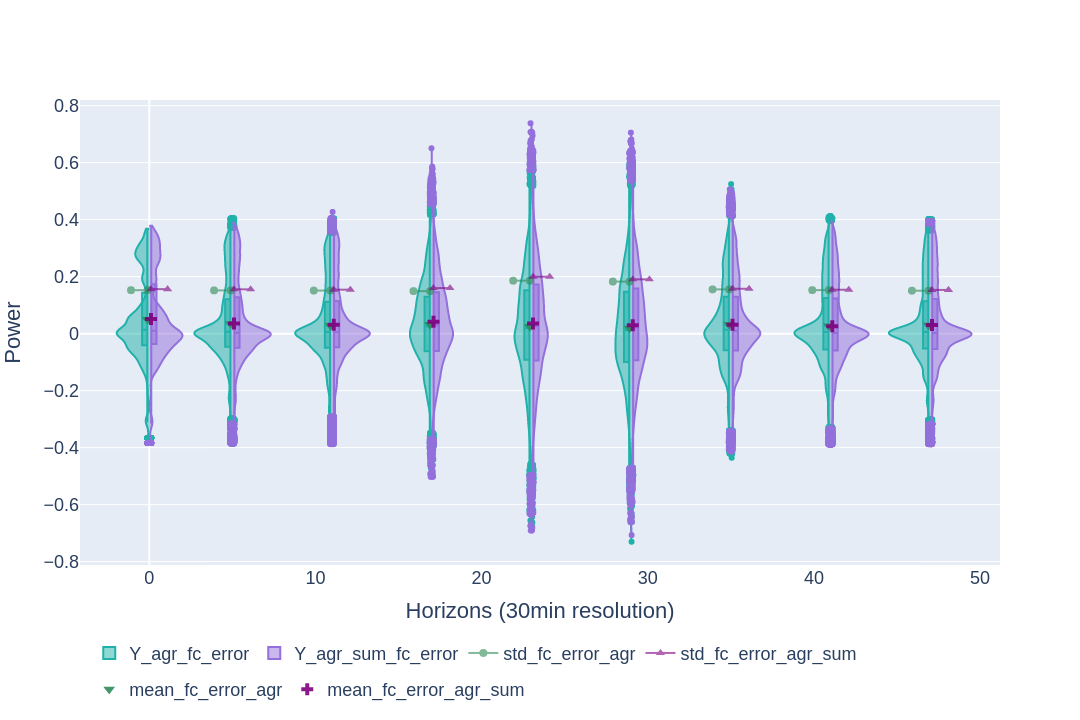 0.8
0.6
0.4
0.2
0
−0.2
−0.4
−0.6
−0.8
Power
0 10 20 30 40 50
Horizons (30min resolution)
Y_agr_fc_error Y_agr_sum_fc_error std_fc_error_agr std_fc_error_agr_sum
mean_fc_error_agr mean_fc_error_agr_sum